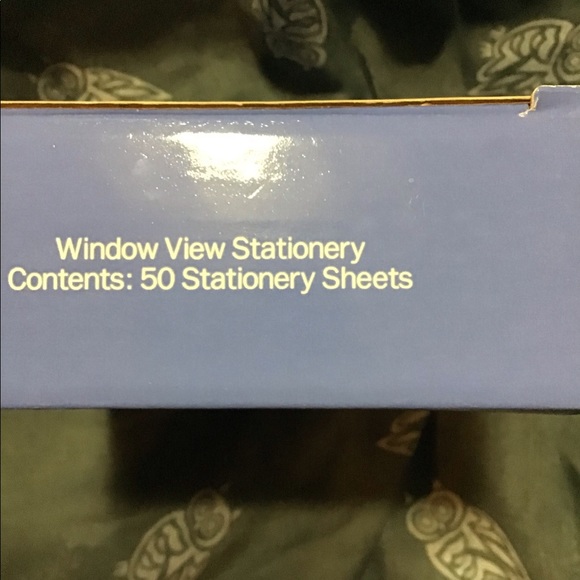 Window View Stationery
Contents: 50 Stationery Sheets